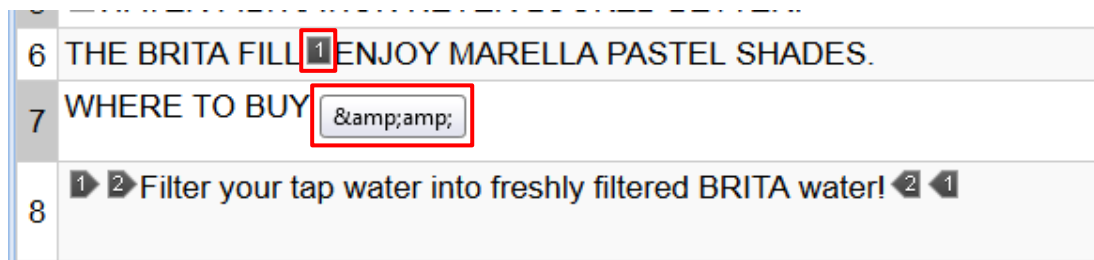 6 THE BRITA FILL 1 ENJOY MARELLA PASTEL SHADES.
7 WHERE TO BUY &amp;amp;
8 1 2 Filter your tap water into freshly filtered BRITA water! 2 1